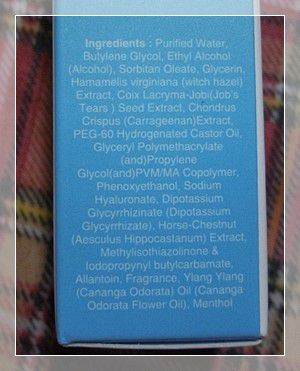 Ingredients : Purified Water,
Butylene Glycol, Ethyl Alcohol
(Alcohol), Sorbitan Oleate, Glycerin,
Hamamelis virginiana (witch hazel)
Extract, Coix Lacryma-Jobi(Job's
Tears ) Seed Extract, Chondrus
Crispus (Carrageenan)Extract,
PEG-60 Hydrogenated Castor Oil,
Glyceryl Polymethacrylate
(and)Propylene
Glycol(and)PVM/MA Copolymer,
Phenoxyethanol, Sodium
Hyaluronate, Dipotassium
Glycyrrhizinate (Dipotassium
Glycyrrhizate), Horse-Chestnut
(Aesculus Hippocastanum) Extract,
Methylisothiazolinone &
Iodopropynyl butylcarbamate,
Allantoin, Fragrance, Ylang Ylang
(Cananga Odorata) Oil (Cananga
Odorata Flower Oil), Menthol